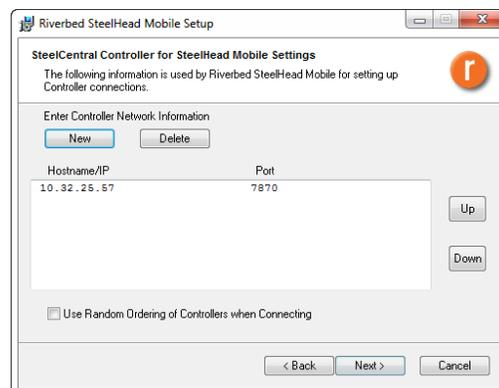 Riverbed SteelHead Mobile Setup
SteelCentral Controller for SteelHead Mobile Settings
The following information is used by Riverbed SteelHead Mobile for setting up
Controller connections.
r
Enter Controller Network Information
New Delete
Hostname/IP Port
10.32.25.57 7870
Up
Down
Use Random Ordering of Controllers when Connecting
< Back Next > Cancel